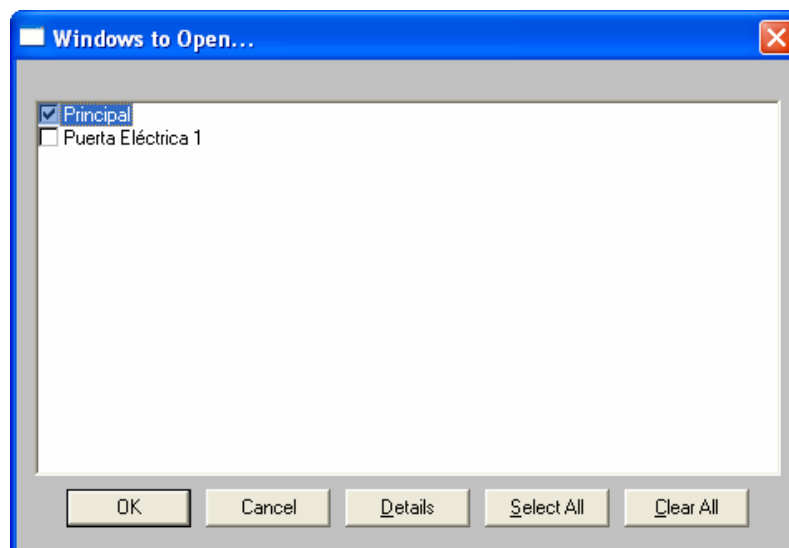 Windows to Open...
Principal
Puerta Eléctrica 1
OK Cancel Details Select All Clear All